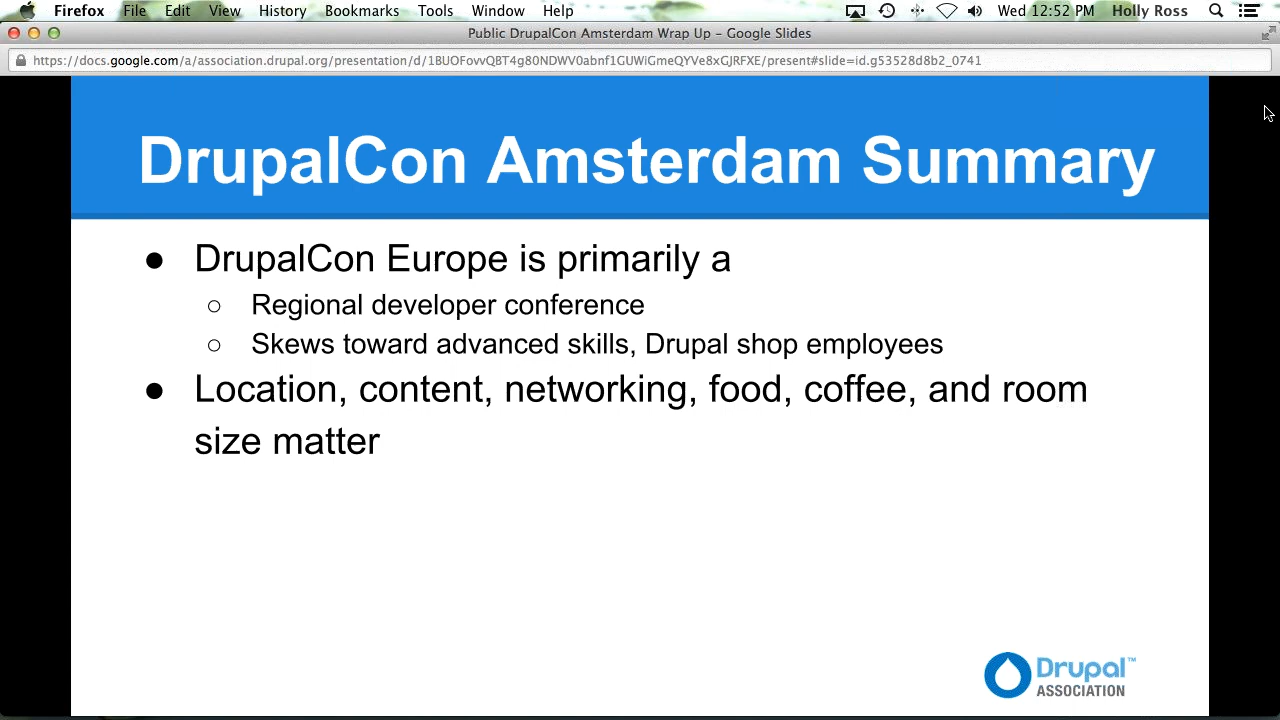 Firefox File Edit View History Bookmarks Tools Window Help Wed 12:52 PM Holly Ross
Public DrupalCon Amsterdam Wrap Up – Google Slides
https://docs.google.com/a/association.drupal.org/presentation/d/1BUOFovvQBT4g80NDWV0abnf1GUWiGmeQYVe8xGJRFXE/present#slide=id.g53528d8b2_0741
DrupalCon Amsterdam Summary
● DrupalCon Europe is primarily a
○ Regional developer conference
○ Skews toward advanced skills, Drupal shop employees
● Location, content, networking, food, coffee, and room
size matter
Drupal™
ASSOCIATION